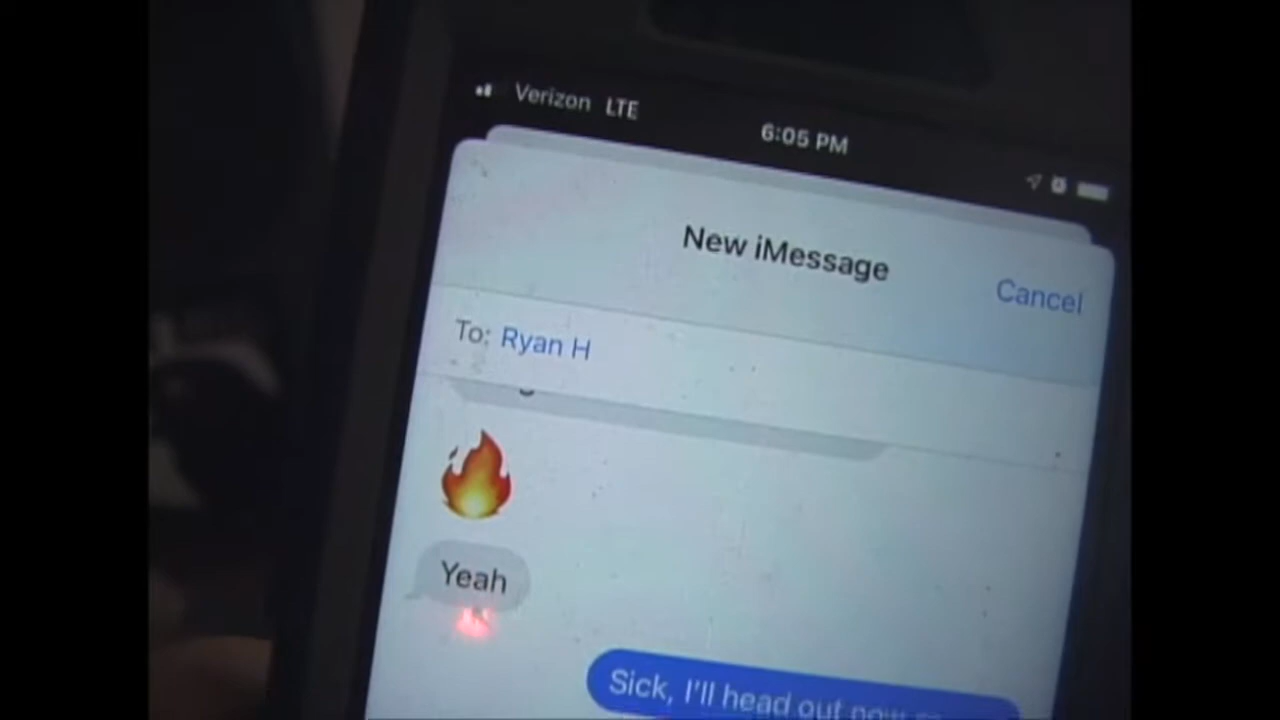 Verizon LTE
6:05 PM
New iMessage
Cancel
To: Ryan H
Yeah
Sick, I'll head out now